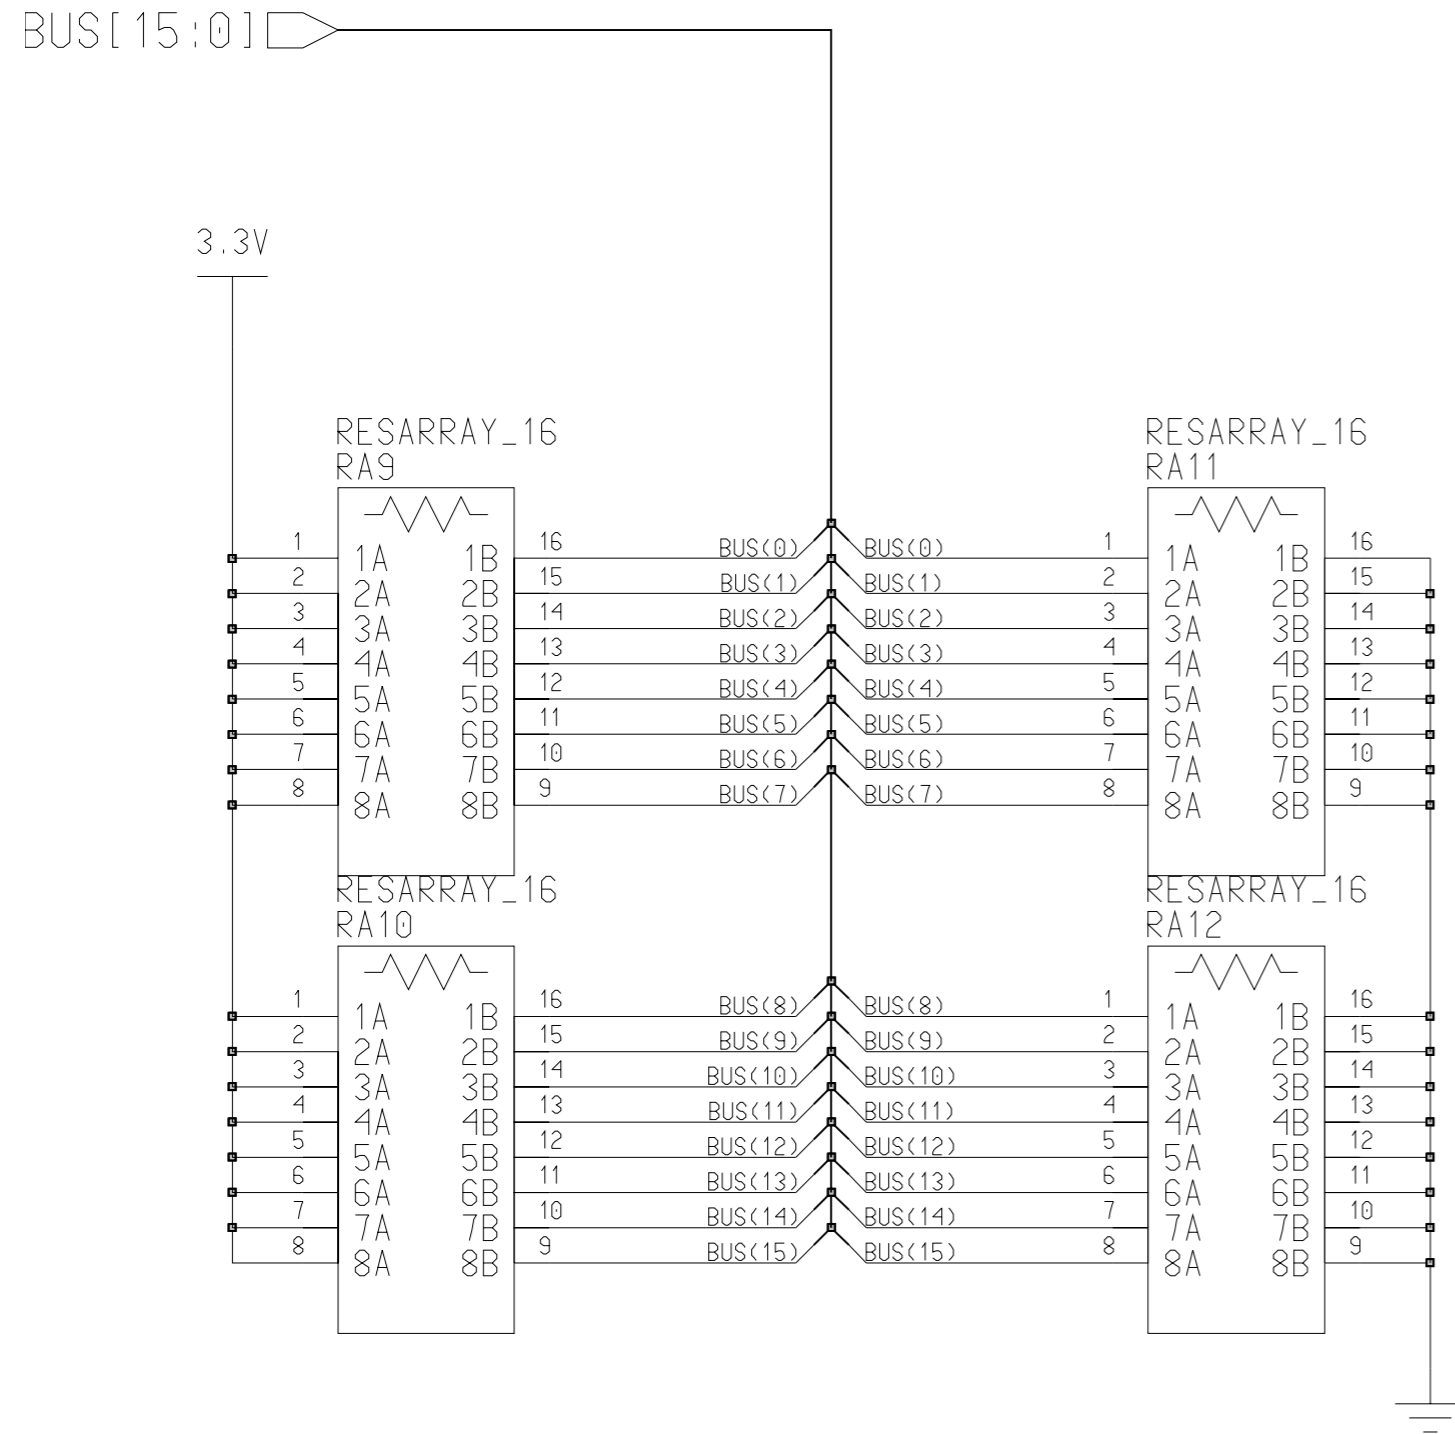 BUS[15:0]
3.3V
RESARRAY_16
RA9
1 1A 1B 16 BUS(0)
2 2A 2B 15 BUS(1)
3 3A 3B 14 BUS(2)
4 4A 4B 13 BUS(3)
5 5A 5B 12 BUS(4)
6 6A 6B 11 BUS(5)
7 7A 7B 10 BUS(6)
8 8A 8B 9 BUS(7)
RESARRAY_16
RA11
BUS(0) 1 1A 1B 16
BUS(1) 2 2A 2B 15
BUS(2) 3 3A 3B 14
BUS(3) 4 4A 4B 13
BUS(4) 5 5A 5B 12
BUS(5) 6 6A 6B 11
BUS(6) 7 7A 7B 10
BUS(7) 8 8A 8B 9
RESARRAY_16
RA10
1 1A 1B 16 BUS(8)
2 2A 2B 15 BUS(9)
3 3A 3B 14 BUS(10)
4 4A 4B 13 BUS(11)
5 5A 5B 12 BUS(12)
6 6A 6B 11 BUS(13)
7 7A 7B 10 BUS(14)
8 8A 8B 9 BUS(15)
RESARRAY_16
RA12
BUS(8) 1 1A 1B 16
BUS(9) 2 2A 2B 15
BUS(10) 3 3A 3B 14
BUS(11) 4 4A 4B 13
BUS(12) 5 5A 5B 12
BUS(13) 6 6A 6B 11
BUS(14) 7 7A 7B 10
BUS(15) 8 8A 8B 9